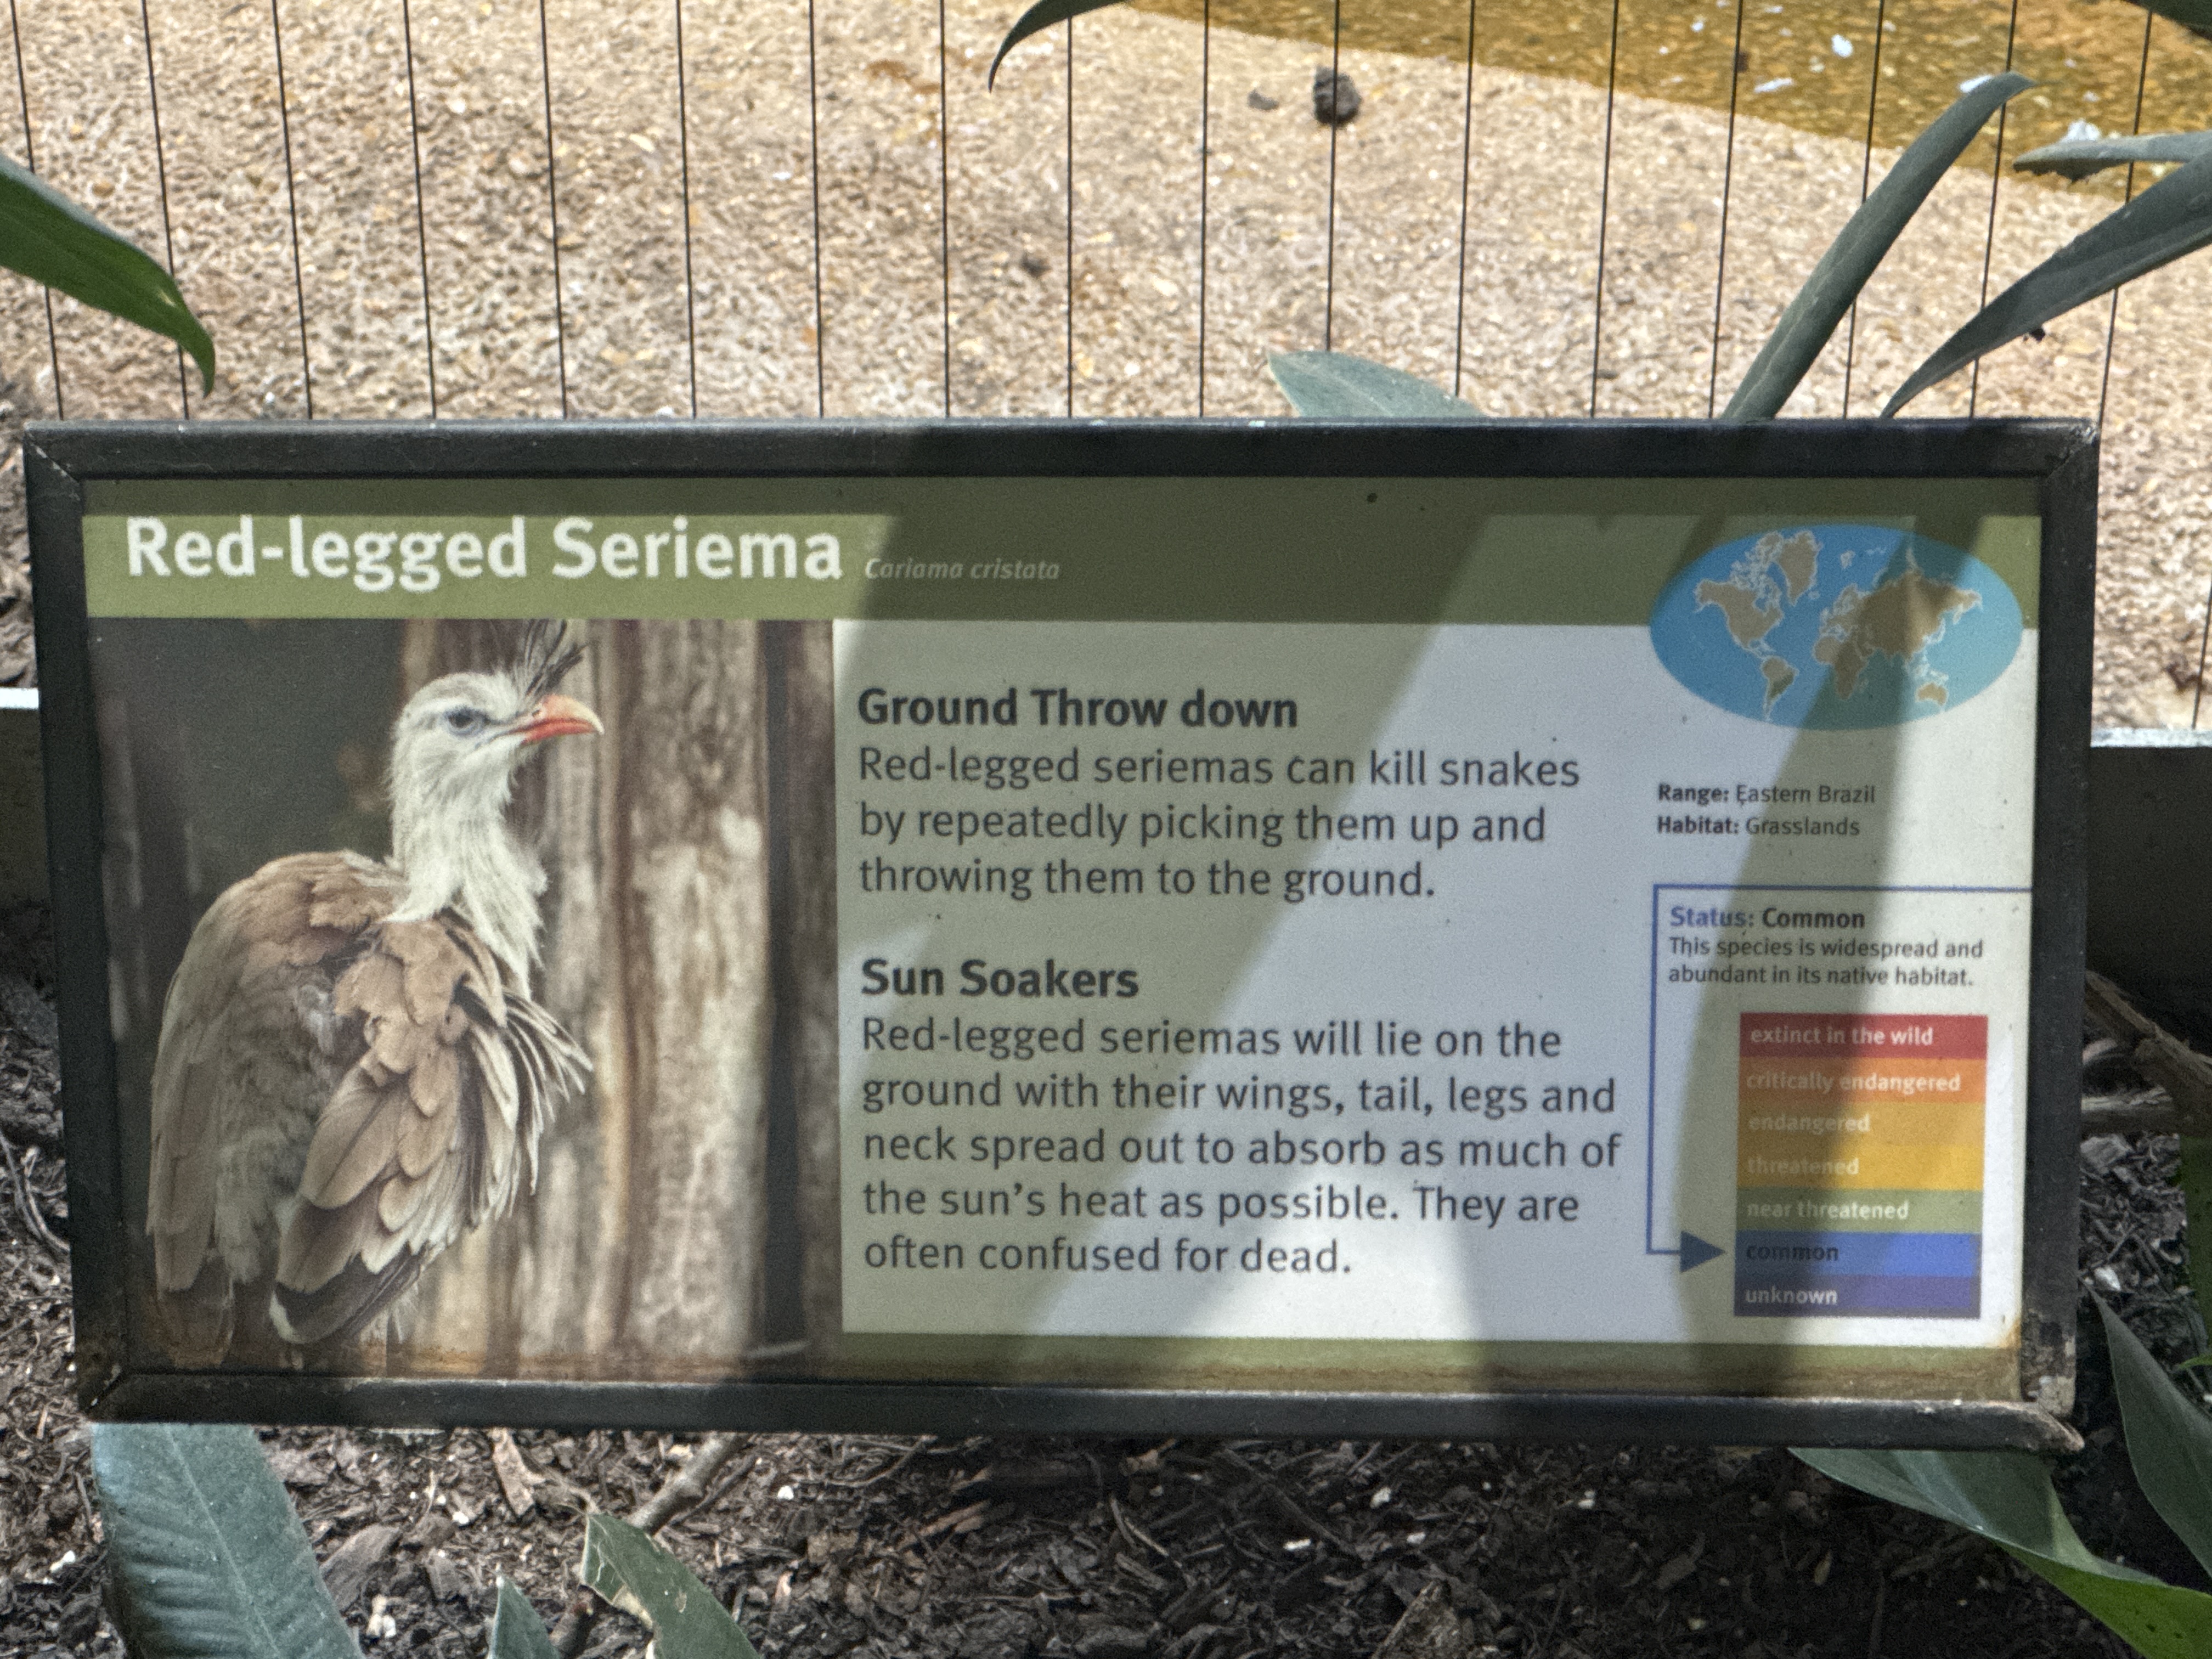 Red-legged Seriema Cariama cristata
Ground Throw down
Red-legged seriemas can kill snakes
by repeatedly picking them up and
throwing them to the ground.
Sun Soakers
Red-legged seriemas will lie on the
ground with their wings, tail, legs and
neck spread out to absorb as much of
the sun's heat as possible. They are
often confused for dead.
Range: Eastern Brazil
Habitat: Grasslands
Status: Common
This species is widespread and
abundant in its native habitat.
extinct in the wild
critically endangered
endangered
threatened
near threatened
common
unknown